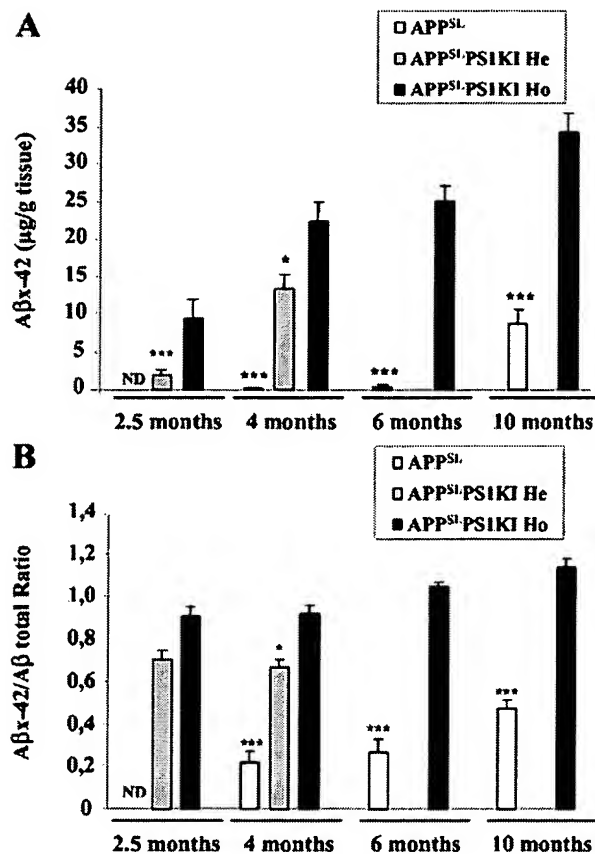 A
APP^SL
APP^SL PS1KI He
APP^SL PS1KI Ho
Aβx-42 (µg/g tissue)
40
35
30
25
20
15
10
5
0
ND
***
***
*
***
***
2.5 months
4 months
6 months
10 months
B
APP^SL
APP^SL PS1KI He
APP^SL PS1KI Ho
Aβx-42/Aβ total Ratio
1,4
1,2
1,0
0,8
0,6
0,4
0,2
0
ND
***
*
***
***
2.5 months
4 months
6 months
10 months